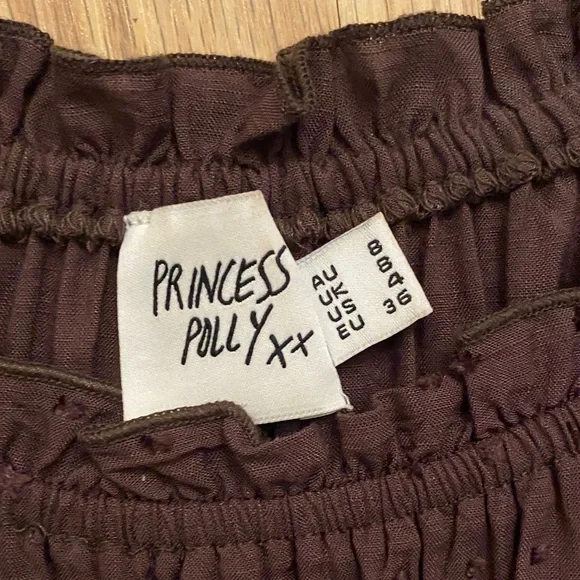 PRINCESS
POLLY xx
AU 8
UK 8
US 4
EU 36